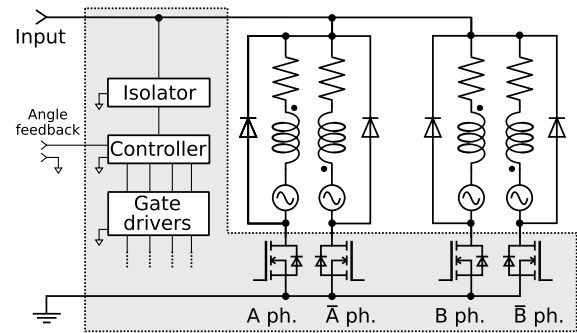 Input
Isolator
Angle
feedback
Controller
Gate
drivers
A ph.
A̅ ph.
B ph.
B̅ ph.